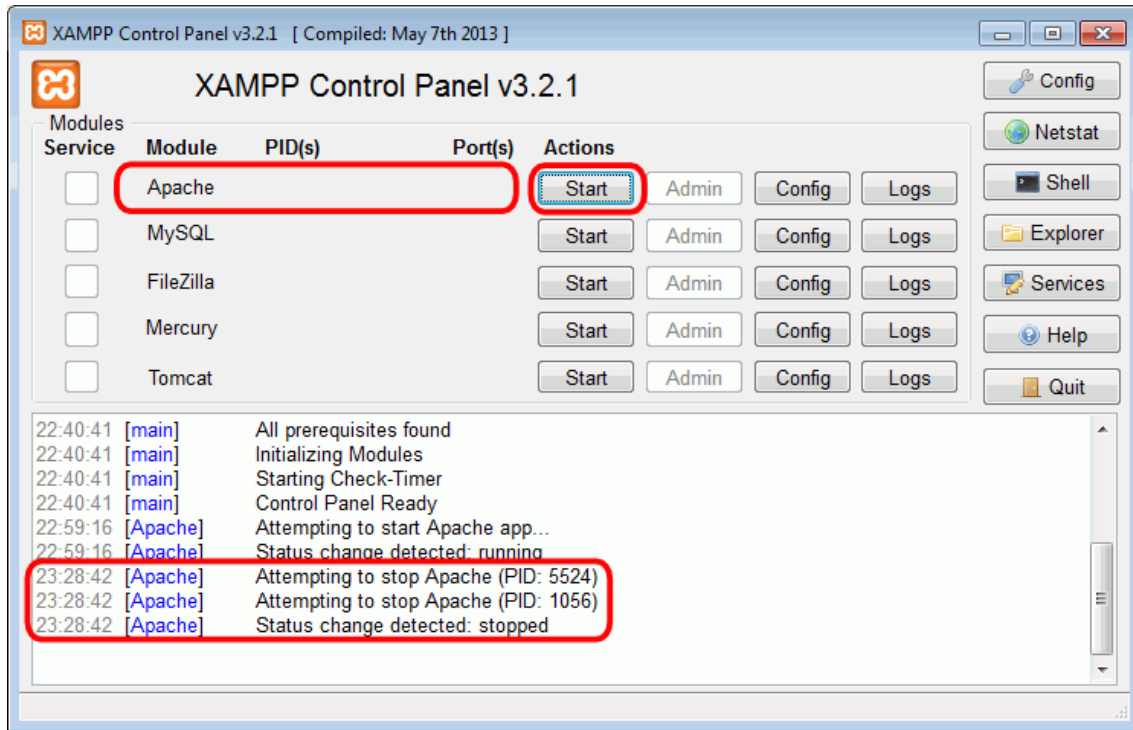 XAMPP Control Panel v3.2.1 [ Compiled: May 7th 2013 ]
XAMPP Control Panel v3.2.1
Config
Modules
Netstat
Service Module PID(s) Port(s) Actions
Apache Start Admin Config Logs
Shell
MySQL Start Admin Config Logs
Explorer
FileZilla Start Admin Config Logs
Services
Mercury Start Admin Config Logs
Help
Tomcat Start Admin Config Logs
Quit
22:40:41 [main] All prerequisites found
22:40:41 [main] Initializing Modules
22:40:41 [main] Starting Check-Timer
22:40:41 [main] Control Panel Ready
22:59:16 [Apache] Attempting to start Apache app...
22:59:16 [Apache] Status change detected: running
23:28:42 [Apache] Attempting to stop Apache (PID: 5524)
23:28:42 [Apache] Attempting to stop Apache (PID: 1056)
23:28:42 [Apache] Status change detected: stopped